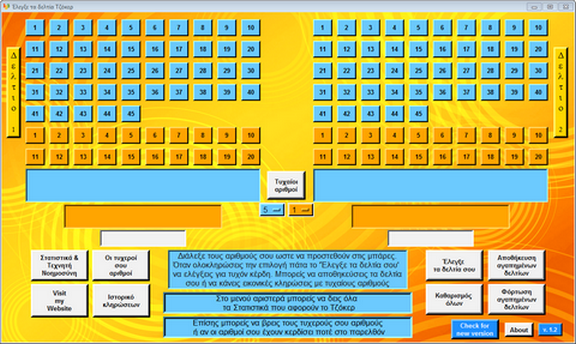 Ελεγξε τα δελτία Τζόκερ
1 2 3 4 5 6 7 8 9 10
11 12 13 14 15 16 17 18 19 20
21 22 23 24 25 26 27 28 29 30
31 32 33 34 35 36 37 38 39 40
41 42 43 44 45
1 2 3 4 5 6 7 8 9 10
11 12 13 14 15 16 17 18 19 20
Δελτίο 1
1 2 3 4 5 6 7 8 9 10
11 12 13 14 15 16 17 18 19 20
21 22 23 24 25 26 27 28 29 30
31 32 33 34 35 36 37 38 39 40
41 42 43 44 45
1 2 3 4 5 6 7 8 9 10
11 12 13 14 15 16 17 18 19 20
Δελτίο 2
Τυχαίοι
αριθμοί
5 1
Στατιστικά &
Τεχνητή
Νοημοσύνη
Οι τυχεροί
σου
αριθμοί
Visit
my
Website
Ιστορικό
κληρώσεων
Διάλεξε τους αριθμούς σου ωστε να προστεθούν στις μπάρες.
Όταν ολοκληρώσεις την επιλογή πάτα το 'Έλεγξε τα δελτία σου'
να ελέγξεις για τυχόν κέρδη. Μπορείς να αποθηκεύσεις τα δελτία
σου ή να κάνεις εικονικές κληρώσεις με τυχαίους αριθμούς
Στο μενού αριστερά μπορείς να δεις όλα
τα Στατιστικά που αφορούν το Τζόκερ
Επίσης μπορείς να βρεις τους τυχερούς σου αριθμούς
ή αν οι αριθμοί σου έχουν κερδίσει ποτέ στο παρελθόν
Έλεγξε
τα δελτία σου
Αποθήκευση
αγαπημένων
δελτίων
Καθαρισμός
όλων
Φόρτωση
αγαπημένων
δελτίων
Check for
new version
About
v. 1.2